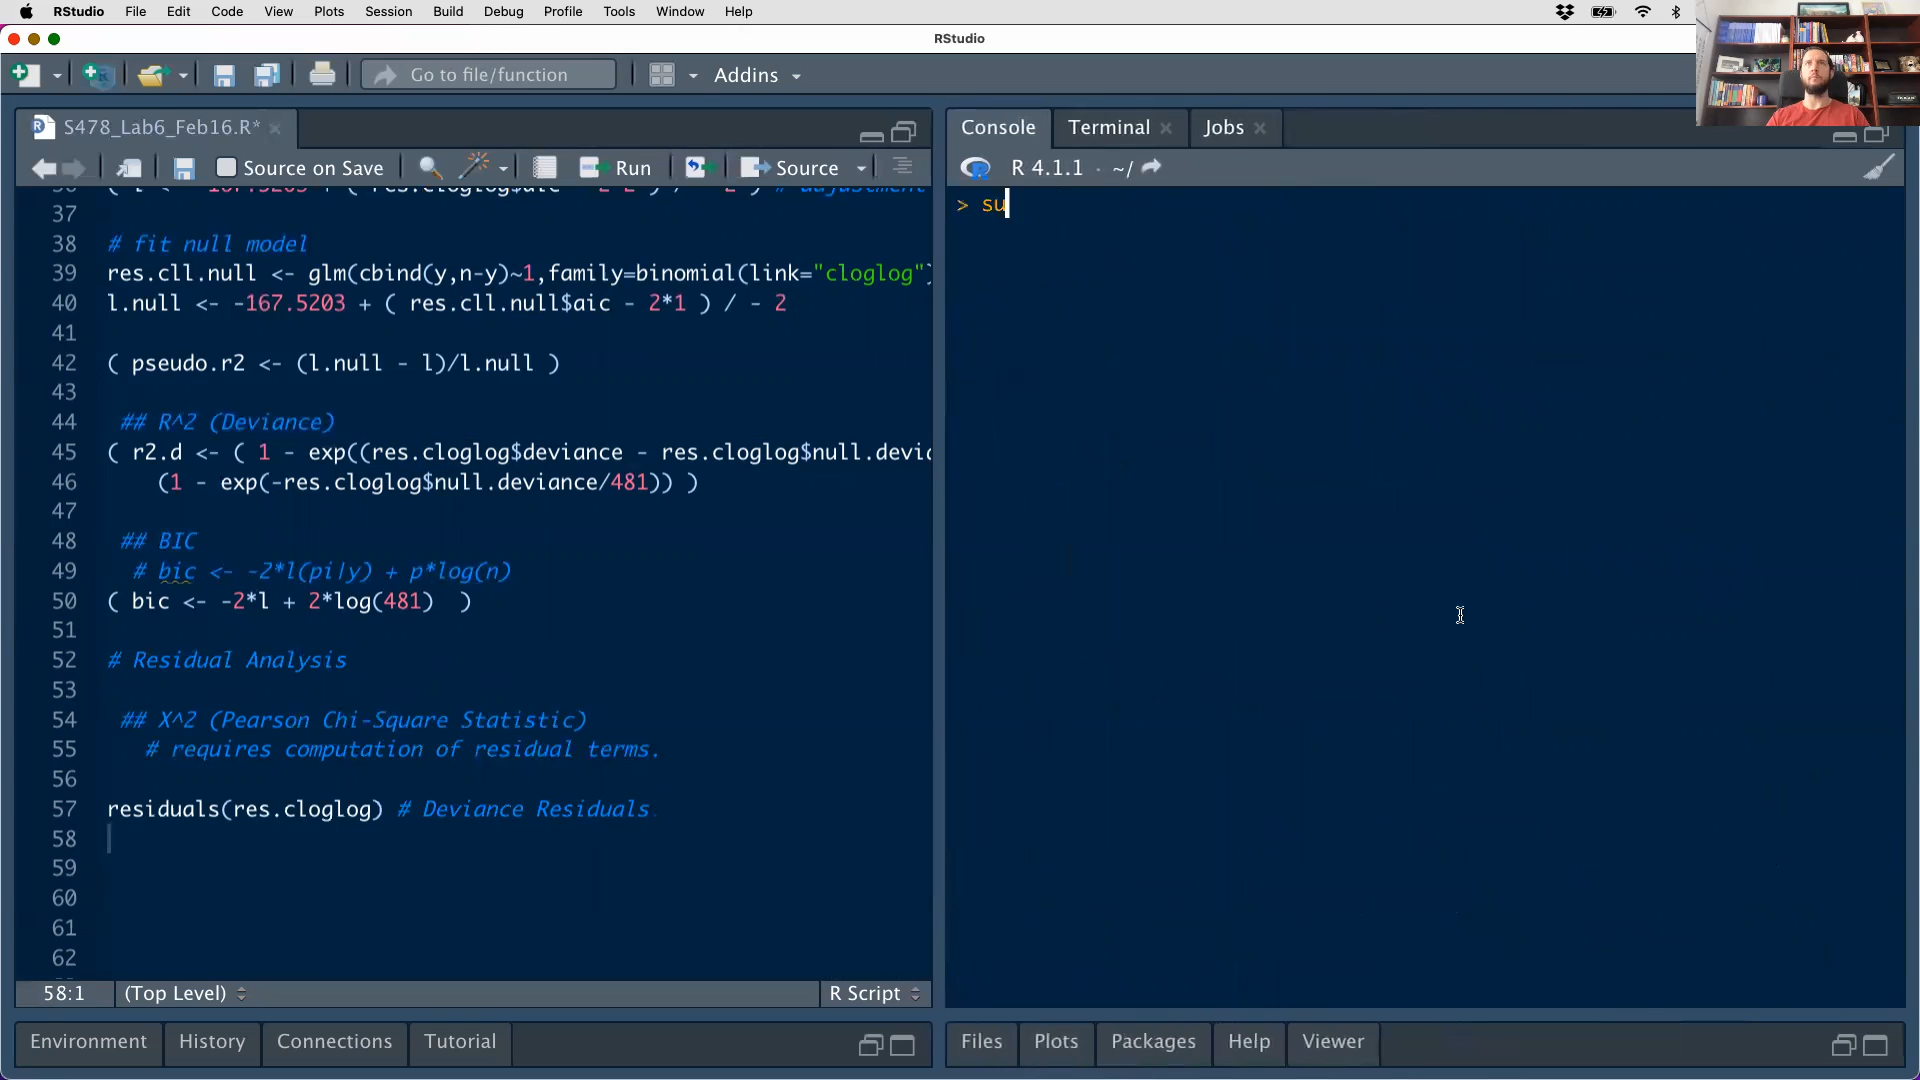 RStudio File Edit Code View Plots Session Build Debug Profile Tools Window Help
RStudio
Go to file/function
Addins
S478_Lab6_Feb16.R*
Source on Save
Run
Source
37
38 # fit null model
39 res.cll.null <- glm(cbind(y,n-y)~1,family=binomial(link="cloglog")
40 l.null <- -167.5203 + ( res.cll.null$aic - 2*1 ) / - 2
41
42 ( pseudo.r2 <- (l.null - l)/l.null )
43
44 ## R^2 (Deviance)
45 ( r2.d <- ( 1 - exp((res.cloglog$deviance - res.cloglog$null.devia
46 (1 - exp(-res.cloglog$null.deviance/481)) )
47
48 ## BIC
49 # bic <- -2*l(pi|y) + p*log(n)
50 ( bic <- -2*l + 2*log(481) )
51
52 # Residual Analysis
53
54 ## X^2 (Pearson Chi-Square Statistic)
55 # requires computation of residual terms.
56
57 residuals(res.cloglog) # Deviance Residuals
58
59
60
61
62
58:1 (Top Level) R Script
Environment History Connections Tutorial
Console Terminal Jobs
R 4.1.1 · ~/
> su
Files Plots Packages Help Viewer